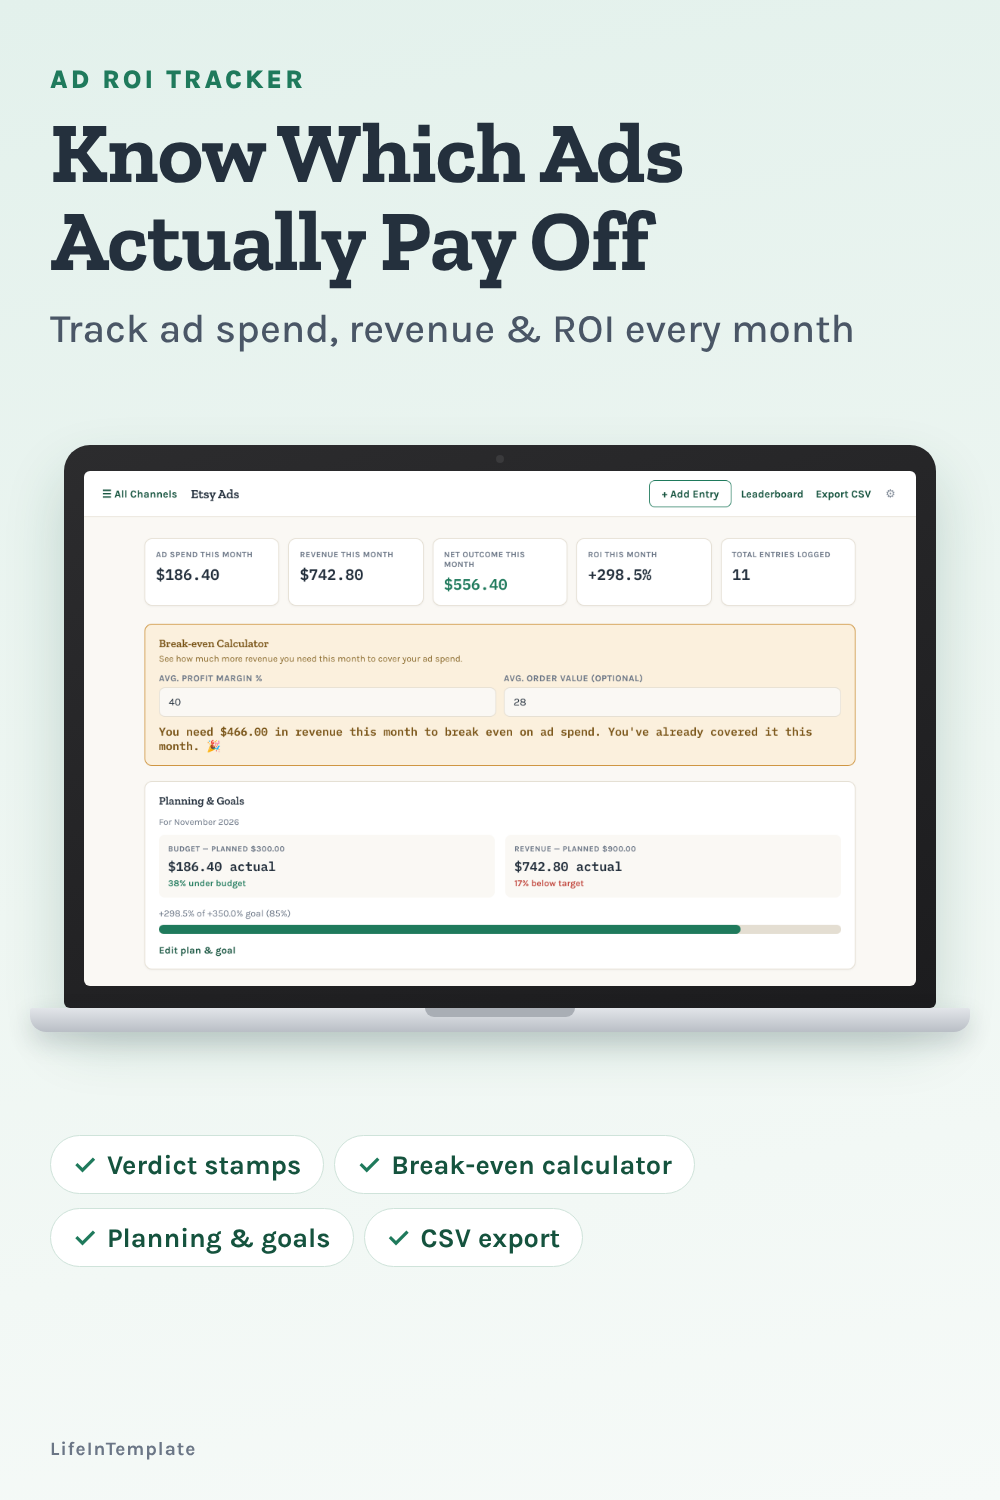 AD ROI TRACKER
Know Which Ads
Actually Pay Off
Track ad spend, revenue & ROI every month
☰ All Channels Etsy Ads + Add Entry Leaderboard Export CSV ⚙
AD SPEND THIS MONTH
$186.40
REVENUE THIS MONTH
$742.80
NET OUTCOME THIS
MONTH
$556.40
ROI THIS MONTH
+298.5%
TOTAL ENTRIES LOGGED
11
Break-even Calculator
See how much more revenue you need this month to cover your ad spend.
AVG. PROFIT MARGIN %
40
AVG. ORDER VALUE (OPTIONAL)
28
You need $466.00 in revenue this month to break even on ad spend. You've already covered it this
month. 🎉
Planning & Goals
For November 2026
BUDGET — PLANNED $300.00
$186.40 actual
38% under budget
REVENUE — PLANNED $900.00
$742.80 actual
17% below target
+298.5% of +350.0% goal (85%)
Edit plan & goal
✓ Verdict stamps
✓ Break-even calculator
✓ Planning & goals
✓ CSV export
LifeInTemplate